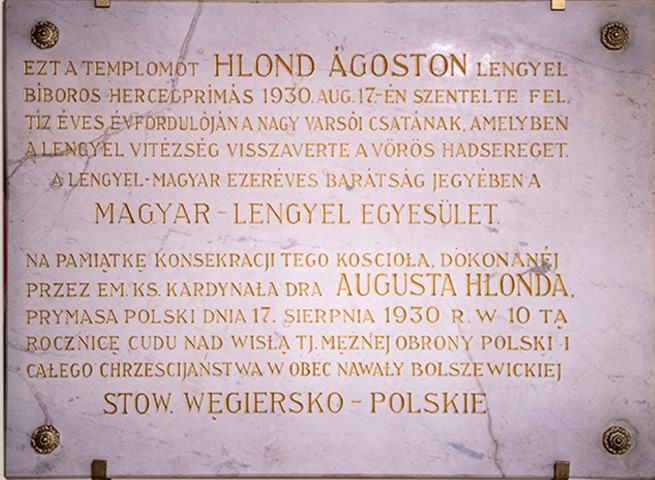 EZT A TEMPLOMOT HLOND ÁGOSTON LENGYEL
BÍBOROS HERCEGPRÍMÁS 1930. AUG. 17-ÉN SZENTELTE FEL.
TÍZ ÉVES ÉVFORDULÓJÁN A NAGY VARSÓI CSATÁNAK, AMELYBEN
A LENGYEL VITÉZSÉG VISSZAVERTE A VÖRÖS HADSEREGET.
A LENGYEL-MAGYAR EZERÉVES BARÁTSÁG JEGYÉBEN A
MAGYAR-LENGYEL EGYESÜLET.
NA PAMIĄTKĘ KONSEKRACJI TEGO KOSCIOŁA, DOKONANEJ
PRZEZ EM. KS. KARDYNAŁA DRA AUGUSTA HLONDA,
PRYMASA POLSKI DNIA 17. SIERPNIA 1930 R. W 10 TĄ
ROCZNICĘ CUDU NAD WISŁĄ TJ. MĘZNEJ OBRONY POLSKI I
CAŁEGO CHRZESCIJAŃSTWA W OBEC NAWAŁY BOLSZEWICKIEJ
STOW. WĘGIERSKO-POLSKIE